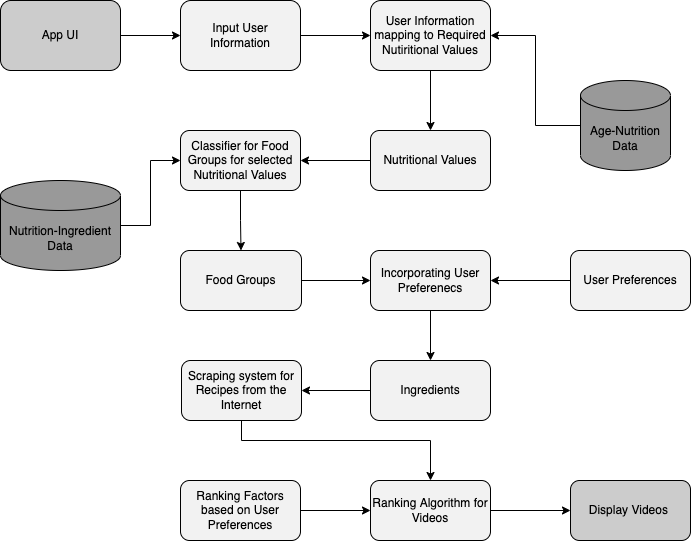 App UI
Input User
Information
User Information
mapping to Required
Nutritional Values
Age-Nutrition
Data
Classifier for Food
Groups for selected
Nutritional Values
Nutritional Values
Nutrition-Ingredient
Data
Food Groups
Incorporating User
Preferenecs
User Preferences
Scraping system for
Recipes from the
Internet
Ingredients
Ranking Factors
based on User
Preferences
Ranking Algorithm for
Videos
Display Videos